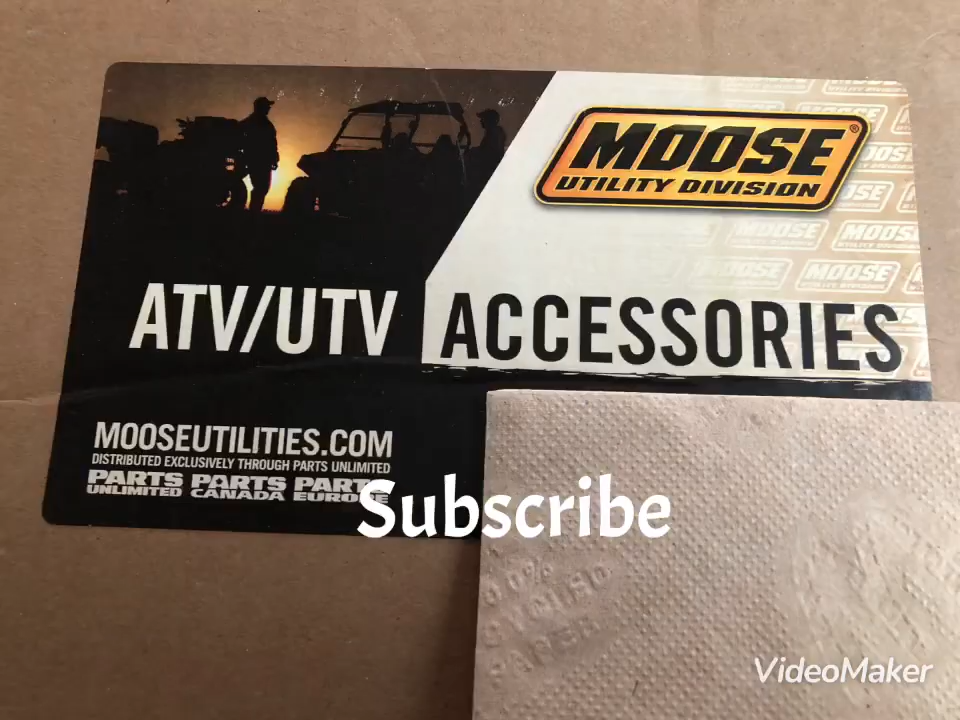 MOOSE®
UTILITY DIVISION
ATV/UTV ACCESSORIES
MOOSEUTILITIES.COM
DISTRIBUTED EXCLUSIVELY THROUGH PARTS UNLIMITED
PARTS UNLIMITED PARTS CANADA PARTS EUROPE
Subscribe
VideoMaker